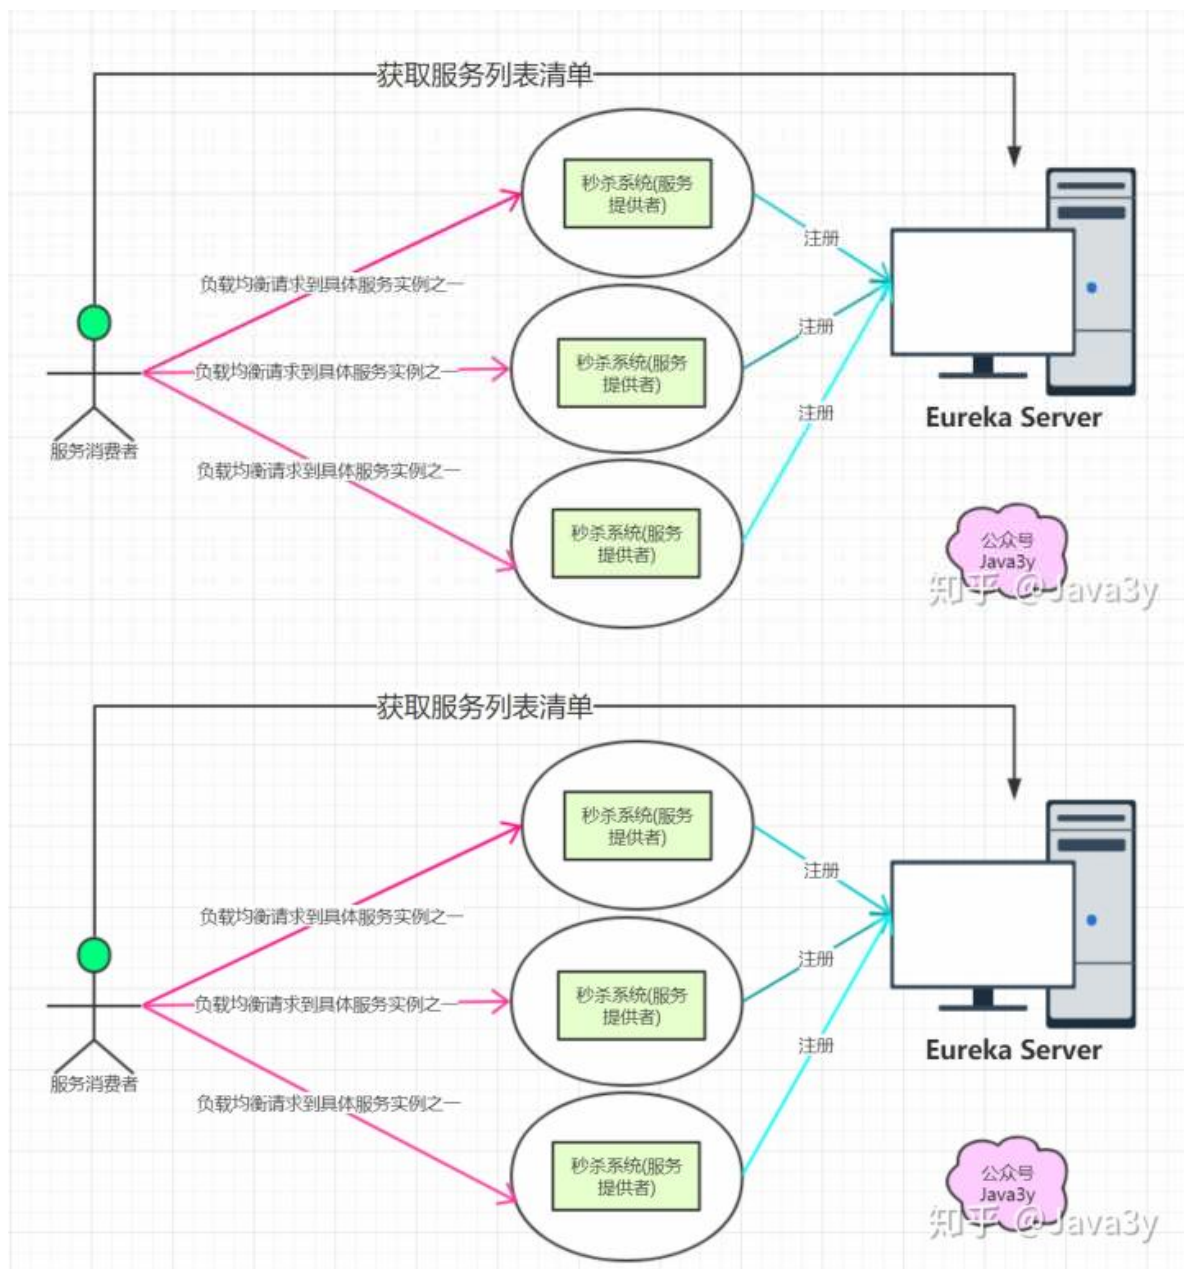 获取服务列表清单
秒杀系统(服务
提供者)
注册
负载均衡请求到具体服务实例之一
秒杀系统(服务
提供者)
注册
负载均衡请求到具体服务实例之一
服务消费者
注册
Eureka Server
负载均衡请求到具体服务实例之一
秒杀系统(服务
提供者)
公众号
Java3y
知乎 @Java3y
获取服务列表清单
秒杀系统(服务
提供者)
注册
负载均衡请求到具体服务实例之一
秒杀系统(服务
提供者)
注册
负载均衡请求到具体服务实例之一
服务消费者
注册
Eureka Server
负载均衡请求到具体服务实例之一
秒杀系统(服务
提供者)
公众号
Java3y
知乎 @Java3y